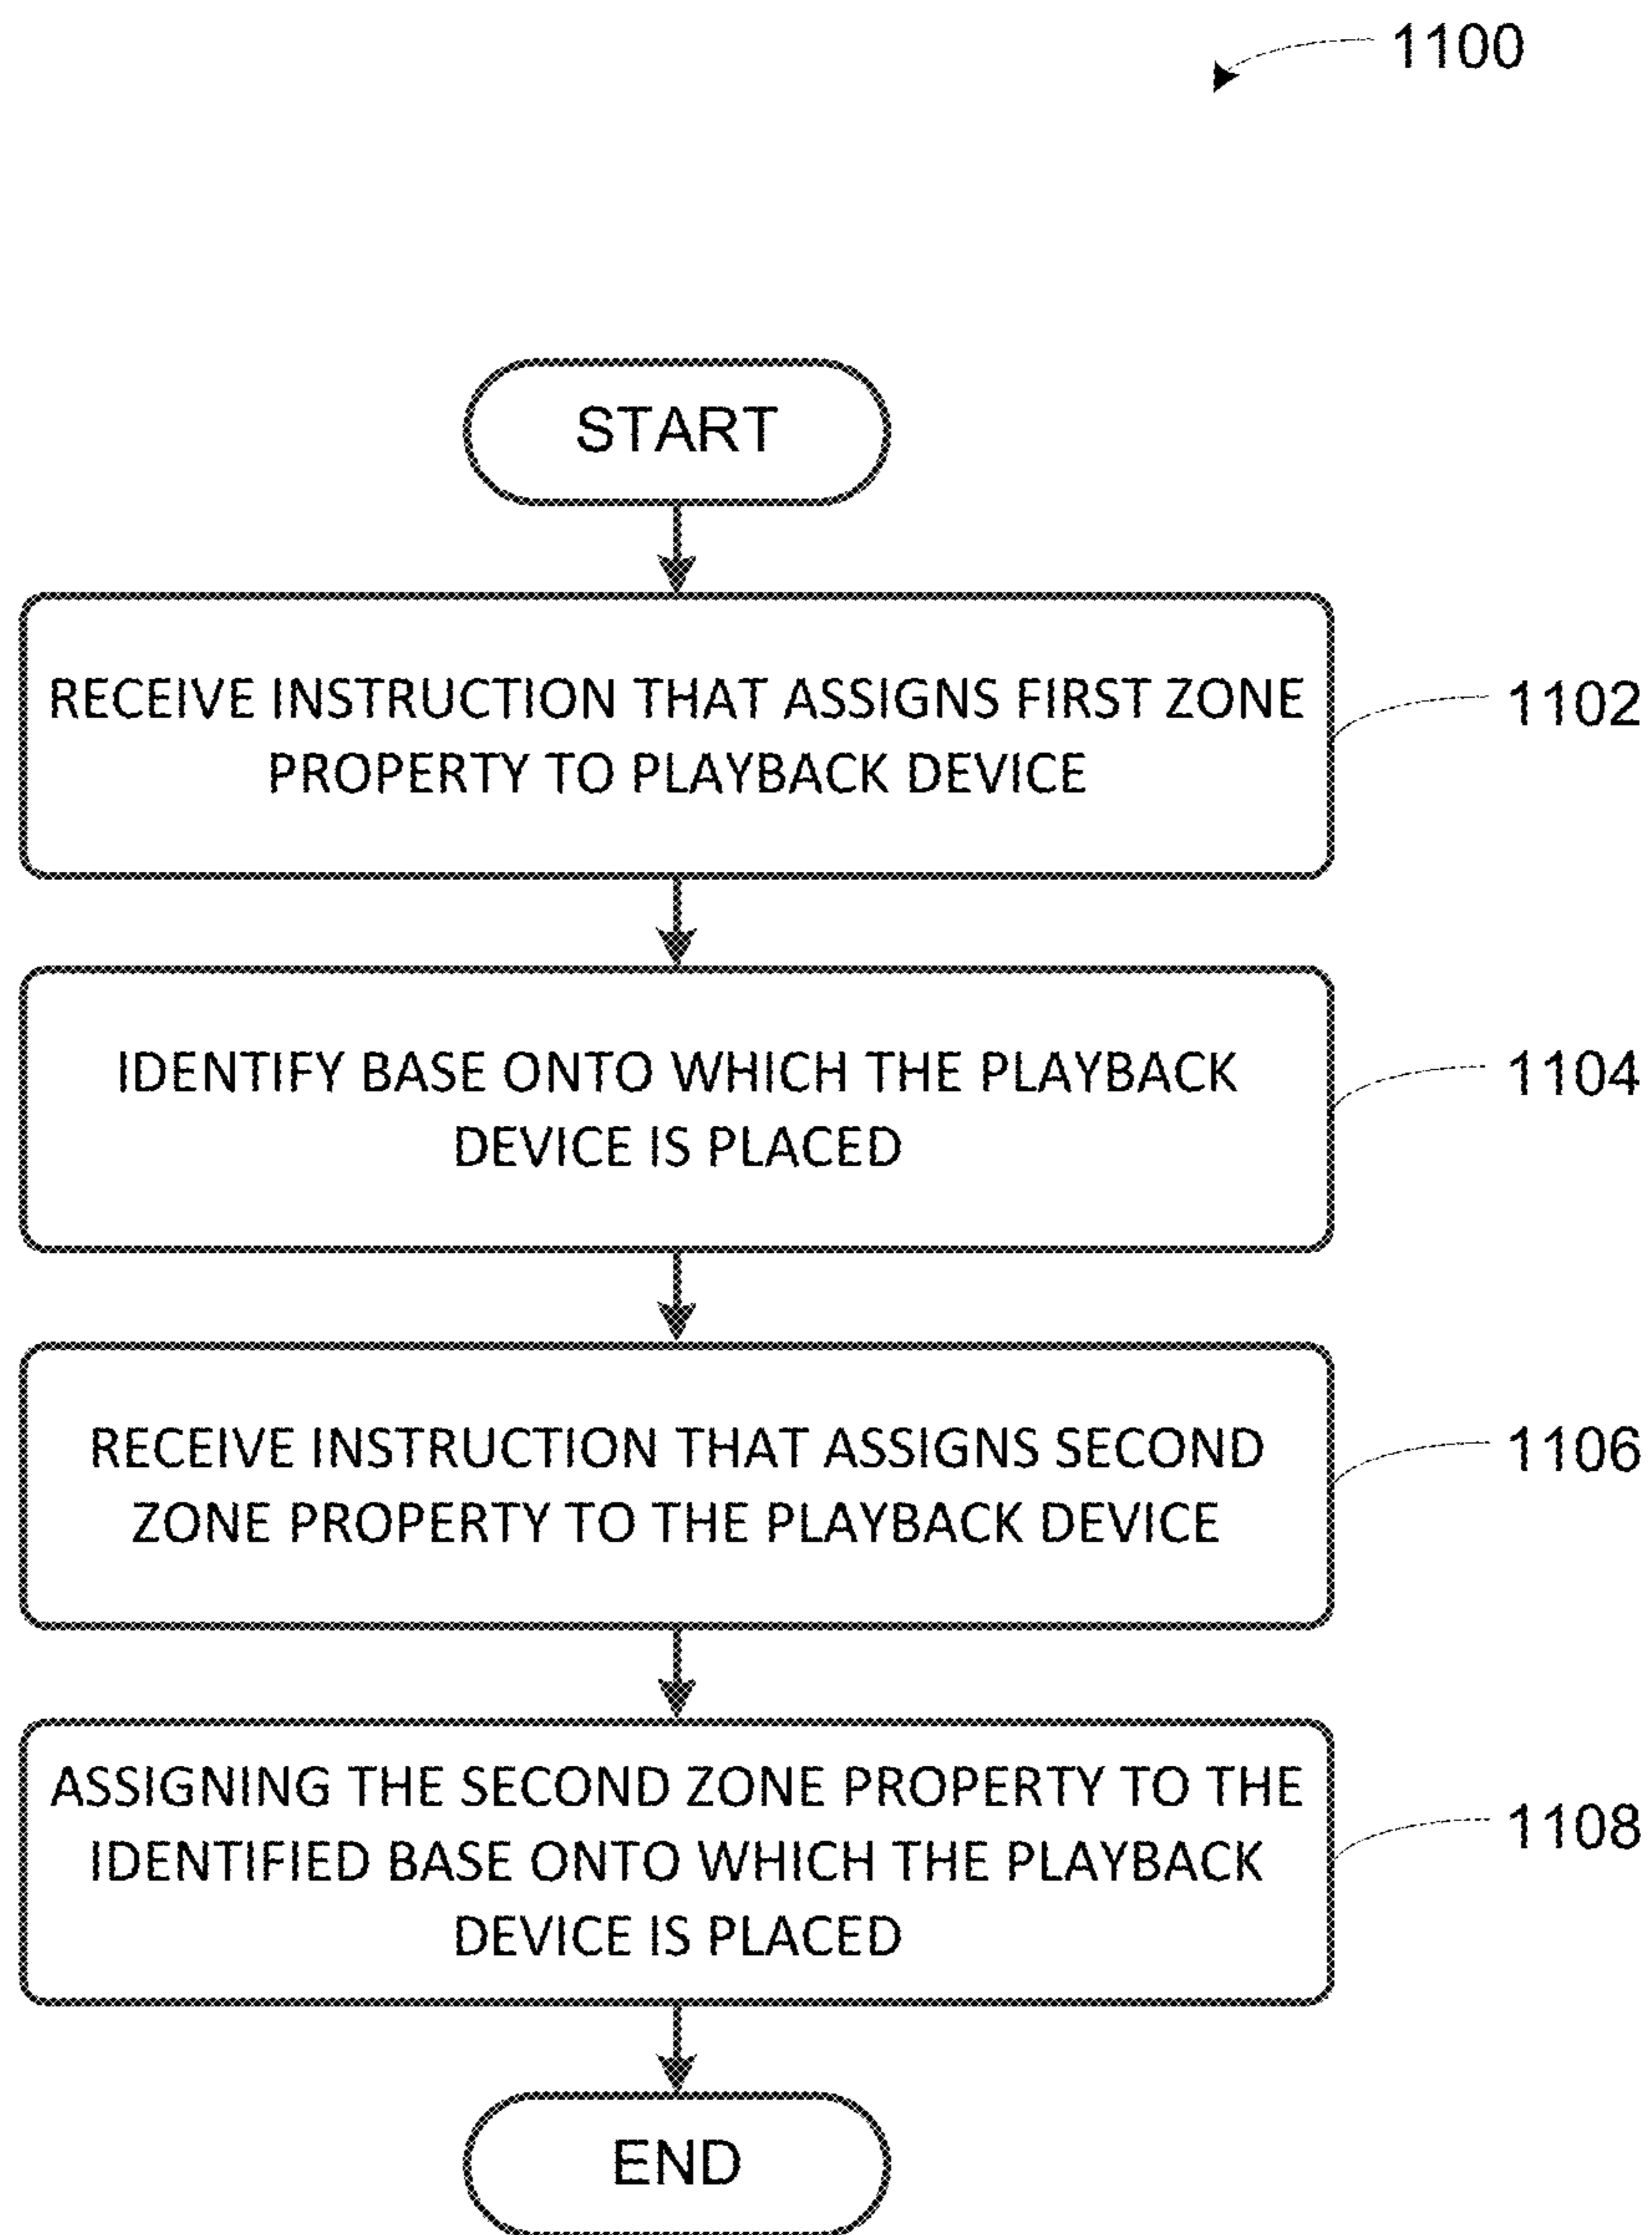 1100
START
RECEIVE INSTRUCTION THAT ASSIGNS FIRST ZONE
PROPERTY TO PLAYBACK DEVICE
1102
IDENTIFY BASE ONTO WHICH THE PLAYBACK
DEVICE IS PLACED
1104
RECEIVE INSTRUCTION THAT ASSIGNS SECOND
ZONE PROPERTY TO THE PLAYBACK DEVICE
1106
ASSIGNING THE SECOND ZONE PROPERTY TO THE
IDENTIFIED BASE ONTO WHICH THE PLAYBACK
DEVICE IS PLACED
1108
END